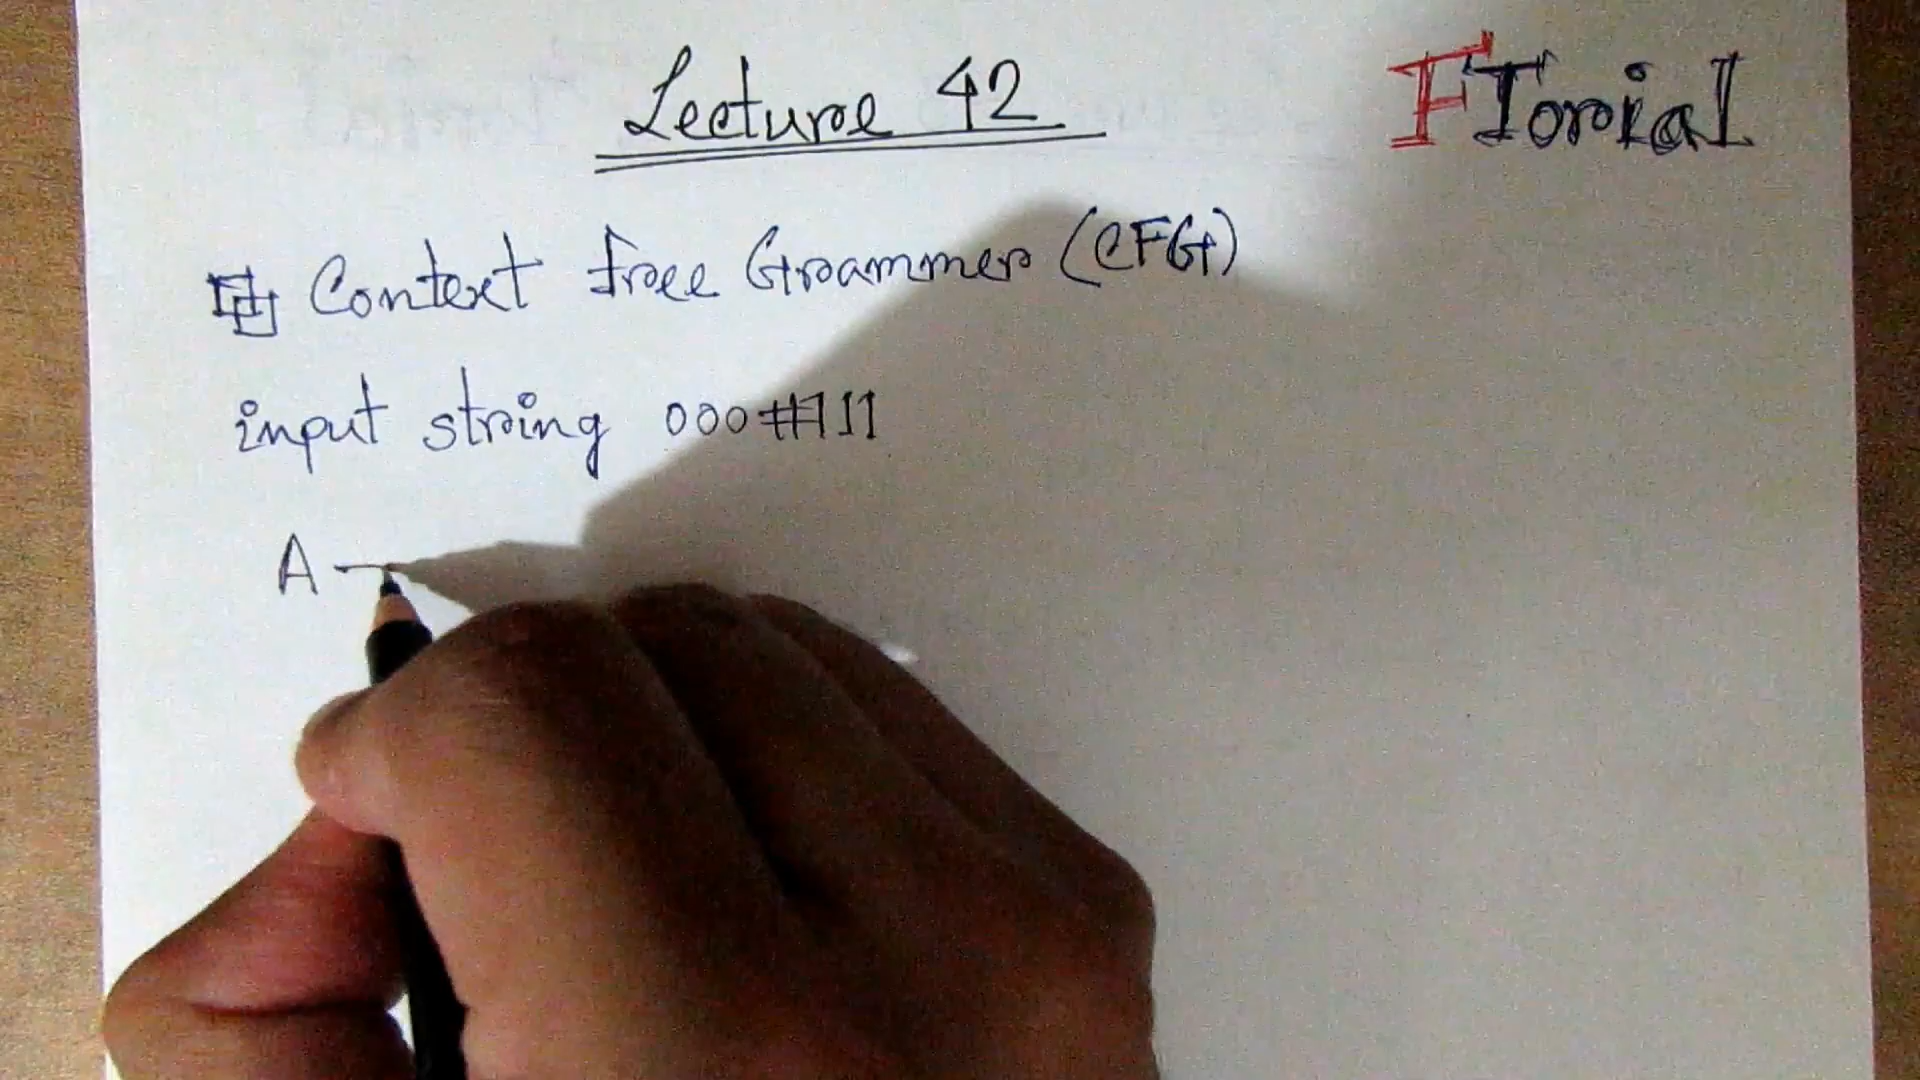 Lecture 42
FTorial
Context free Grammer (CFG)
input string 000#111
A —